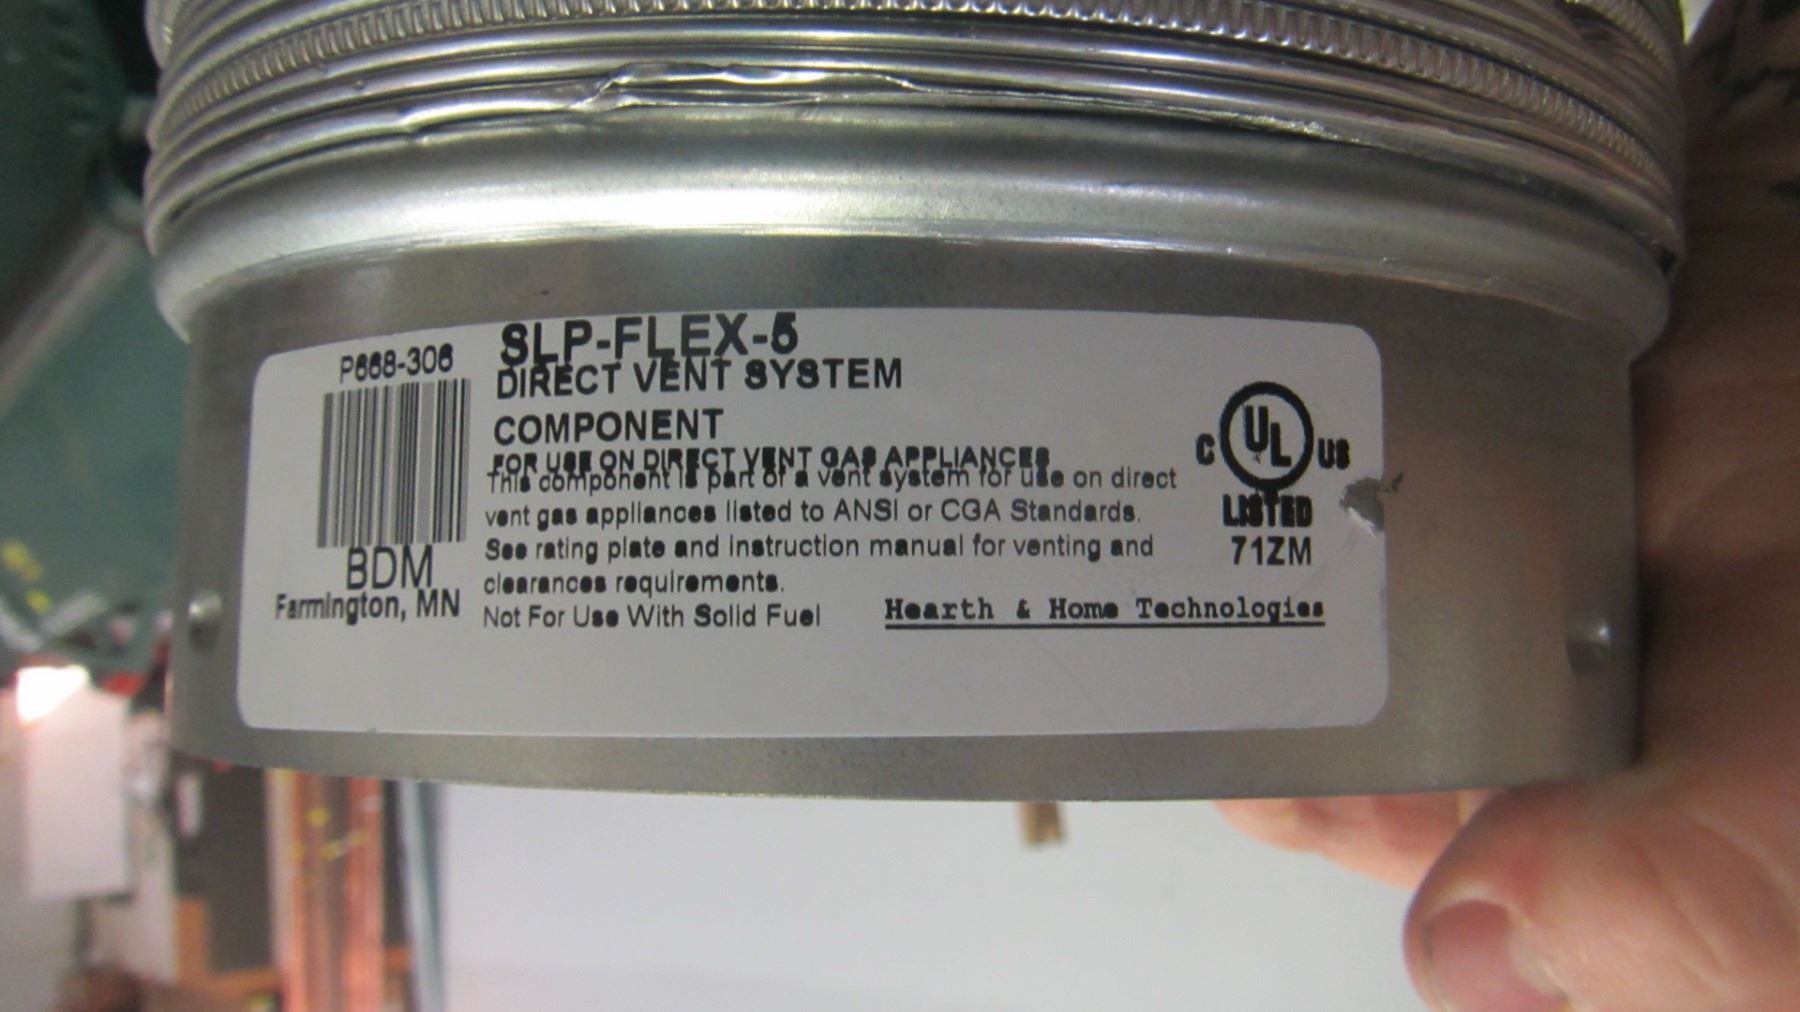 P668-306
BDM
Farmington, MN
SLP-FLEX-5
DIRECT VENT SYSTEM
COMPONENT
FOR USE ON DIRECT VENT GAS APPLIANCES
This component is part of a vent system for use on direct
vent gas appliances listed to ANSI or CGA Standards.
See rating plate and instruction manual for venting and
clearances requirements.
Not For Use With Solid Fuel
Hearth & Home Technologies
C UL US
LISTED
71ZM